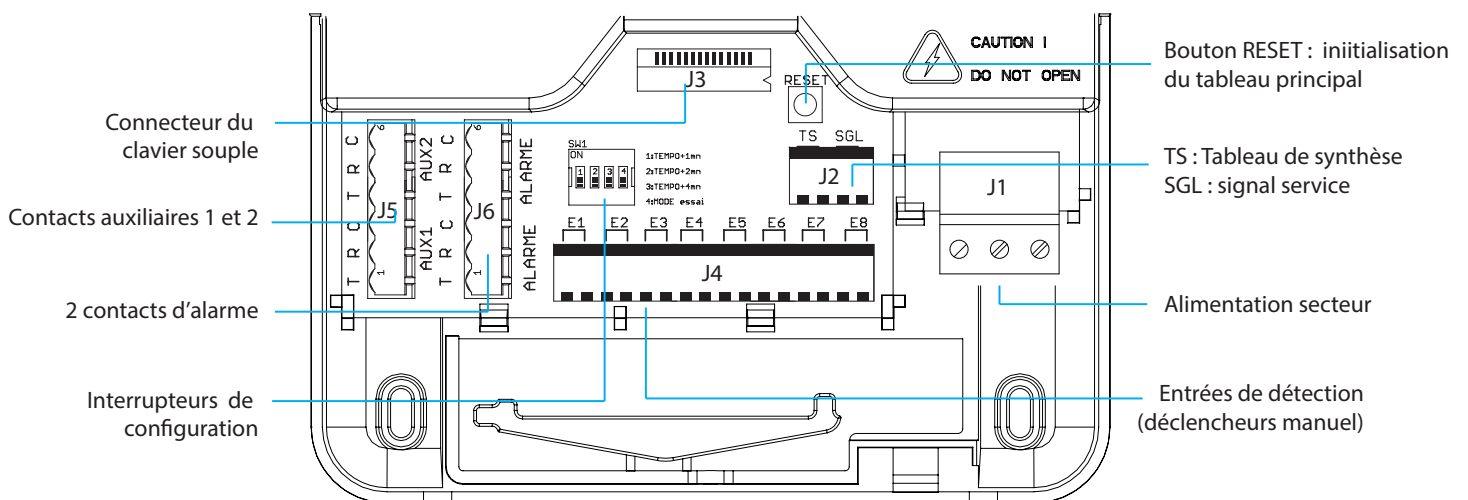 CAUTION !
DO NOT OPEN
Bouton RESET : iniitialisation
du tableau principal
J3
RESET
Connecteur du
clavier souple
TS SGL
J2
TS : Tableau de synthèse
SGL : signal service
SW1
ON
1 2 3 4
1:TEMPO+1mn
2:TEMPO+2mn
3:TEMPO+4mn
4:MODE essai
J1
Contacts auxiliaires 1 et 2
T R C T R C
6
J5
1
AUX1 AUX2
T R C T R C
6
J6
1
ALARME ALARME
E1 E2 E3 E4 E5 E6 E7 E8
J4
2 contacts d'alarme
Alimentation secteur
Interrupteurs de
configuration
Entrées de détection
(déclencheurs manuel)